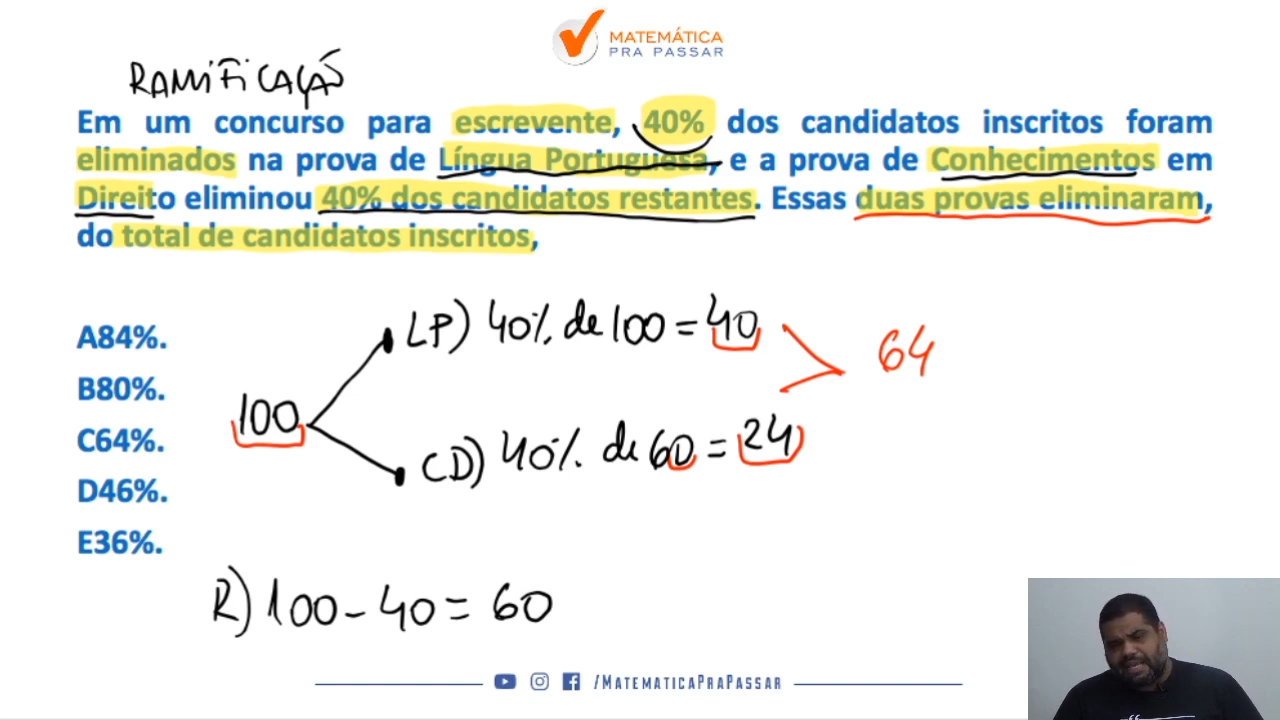 MATEMÁTICA
PRA PASSAR
RAMIFICAÇÃO
Em um concurso para escrevente, 40% dos candidatos inscritos foram
eliminados na prova de Língua Portuguesa, e a prova de Conhecimentos em
Direito eliminou 40% dos candidatos restantes. Essas duas provas eliminaram,
do total de candidatos inscritos,
A84%.
B80%.
C64%.
D46%.
E36%.
100
LP) 40% de 100 = 40
CD) 40% de 60 = 24
64
R) 100 - 40 = 60
/MATEMATICAPRAPASSAR